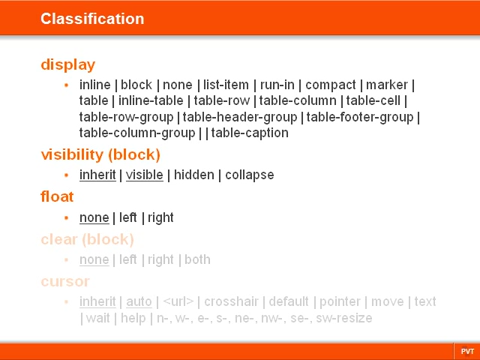 Classification
display
• inline | block | none | list-item | run-in | compact | marker |
table | inline-table | table-row | table-column | table-cell |
table-row-group | table-header-group | table-footer-group |
table-column-group | | table-caption
visibility (block)
• inherit | visible | hidden | collapse
float
• none | left | right
clear (block)
• none | left | right | both
cursor
• inherit | auto | <url> | crosshair | default | pointer | move | text
| wait | help | n-, w-, e-, s-, ne-, nw-, se-, sw-resize
PVT